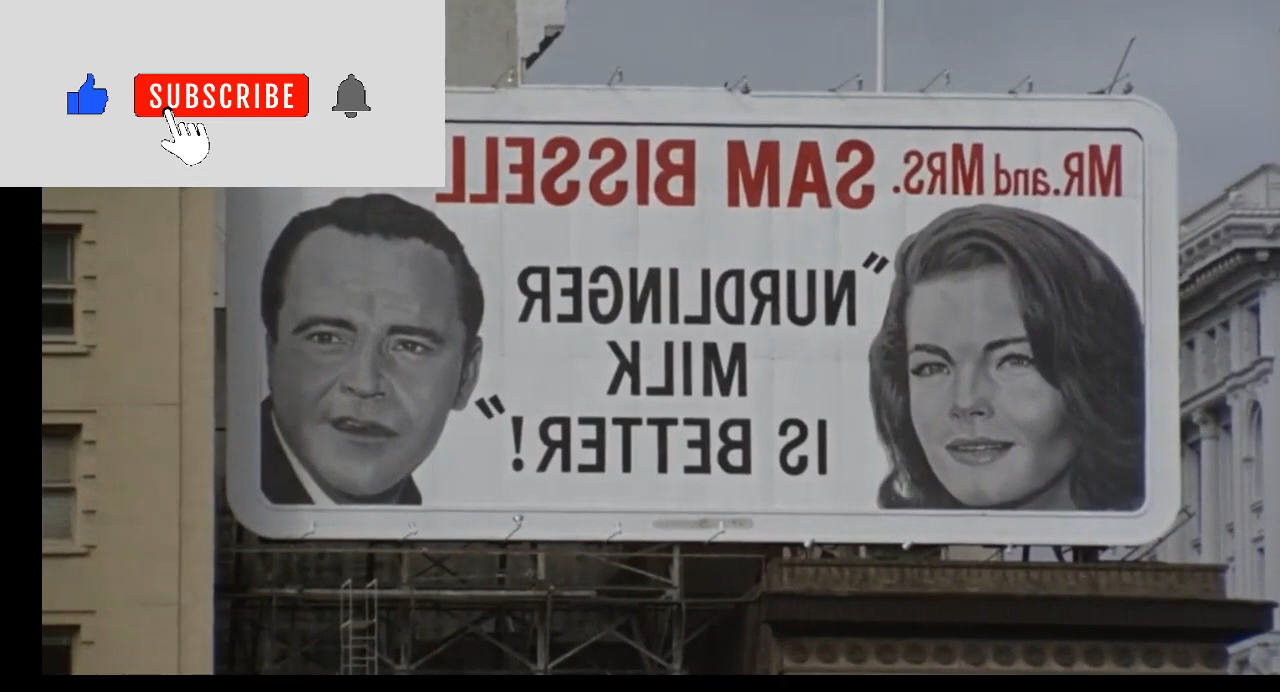 SUBSCRIBE
MR. and MRS. SAM BISSELL
"NURDLINGER
MILK
IS BETTER!"